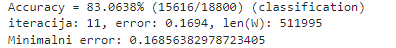 Accuracy = 83.0638% (15616/18800) (classification)
iteracija: 11, error: 0.1694, len(W): 511995
Minimalni error: 0.16856382978723405